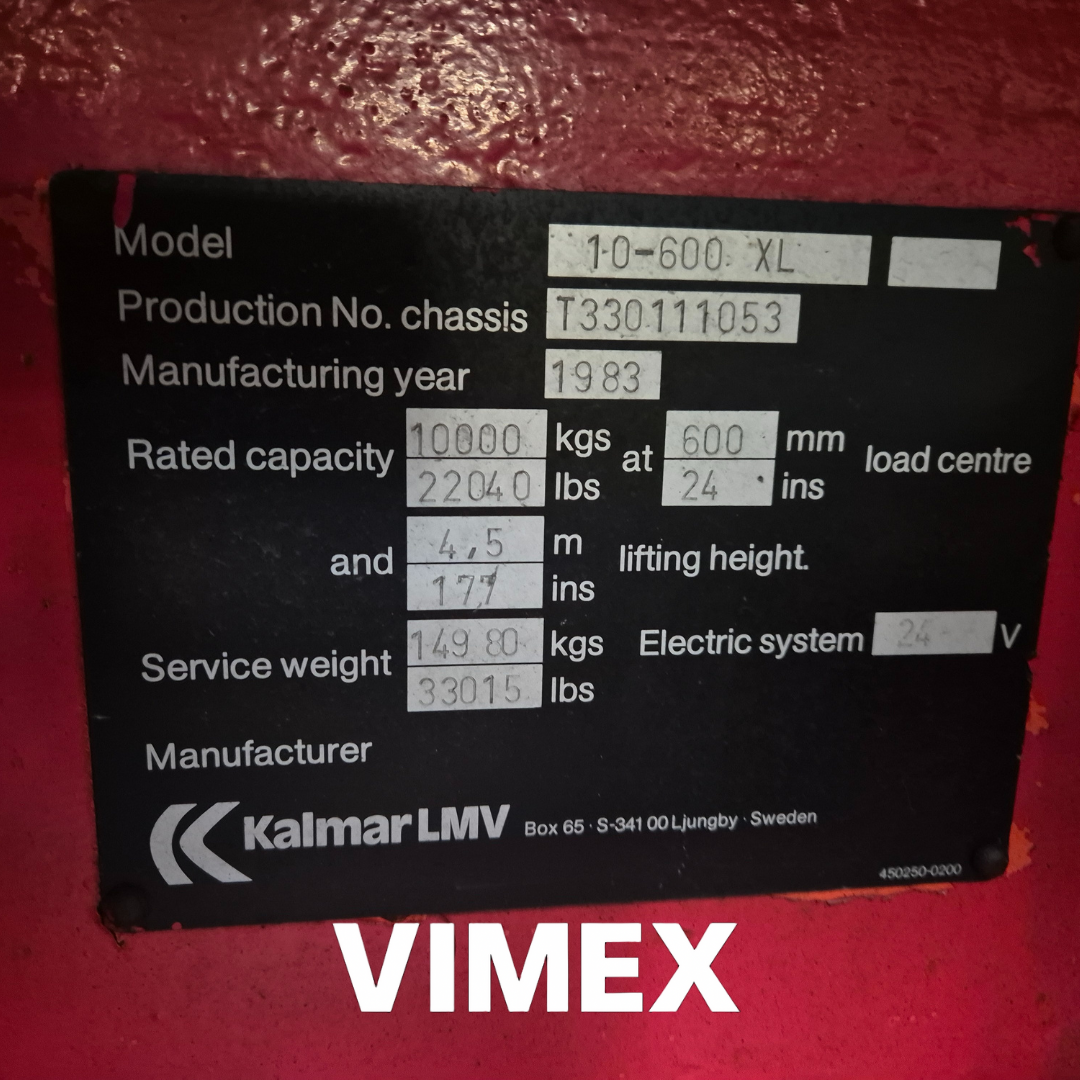 Model 10-600 XL
Production No. chassis T330111053
Manufacturing year 1983
Rated capacity 10000 kgs at 600 mm load centre
22040 lbs 24 ins
and 4,5 m lifting height.
177 ins
Service weight 14980 kgs Electric system 24 V
33015 lbs
Manufacturer
Kalmar LMV Box 65 · S-341 00 Ljungby · Sweden
450250-0200
VIMEX